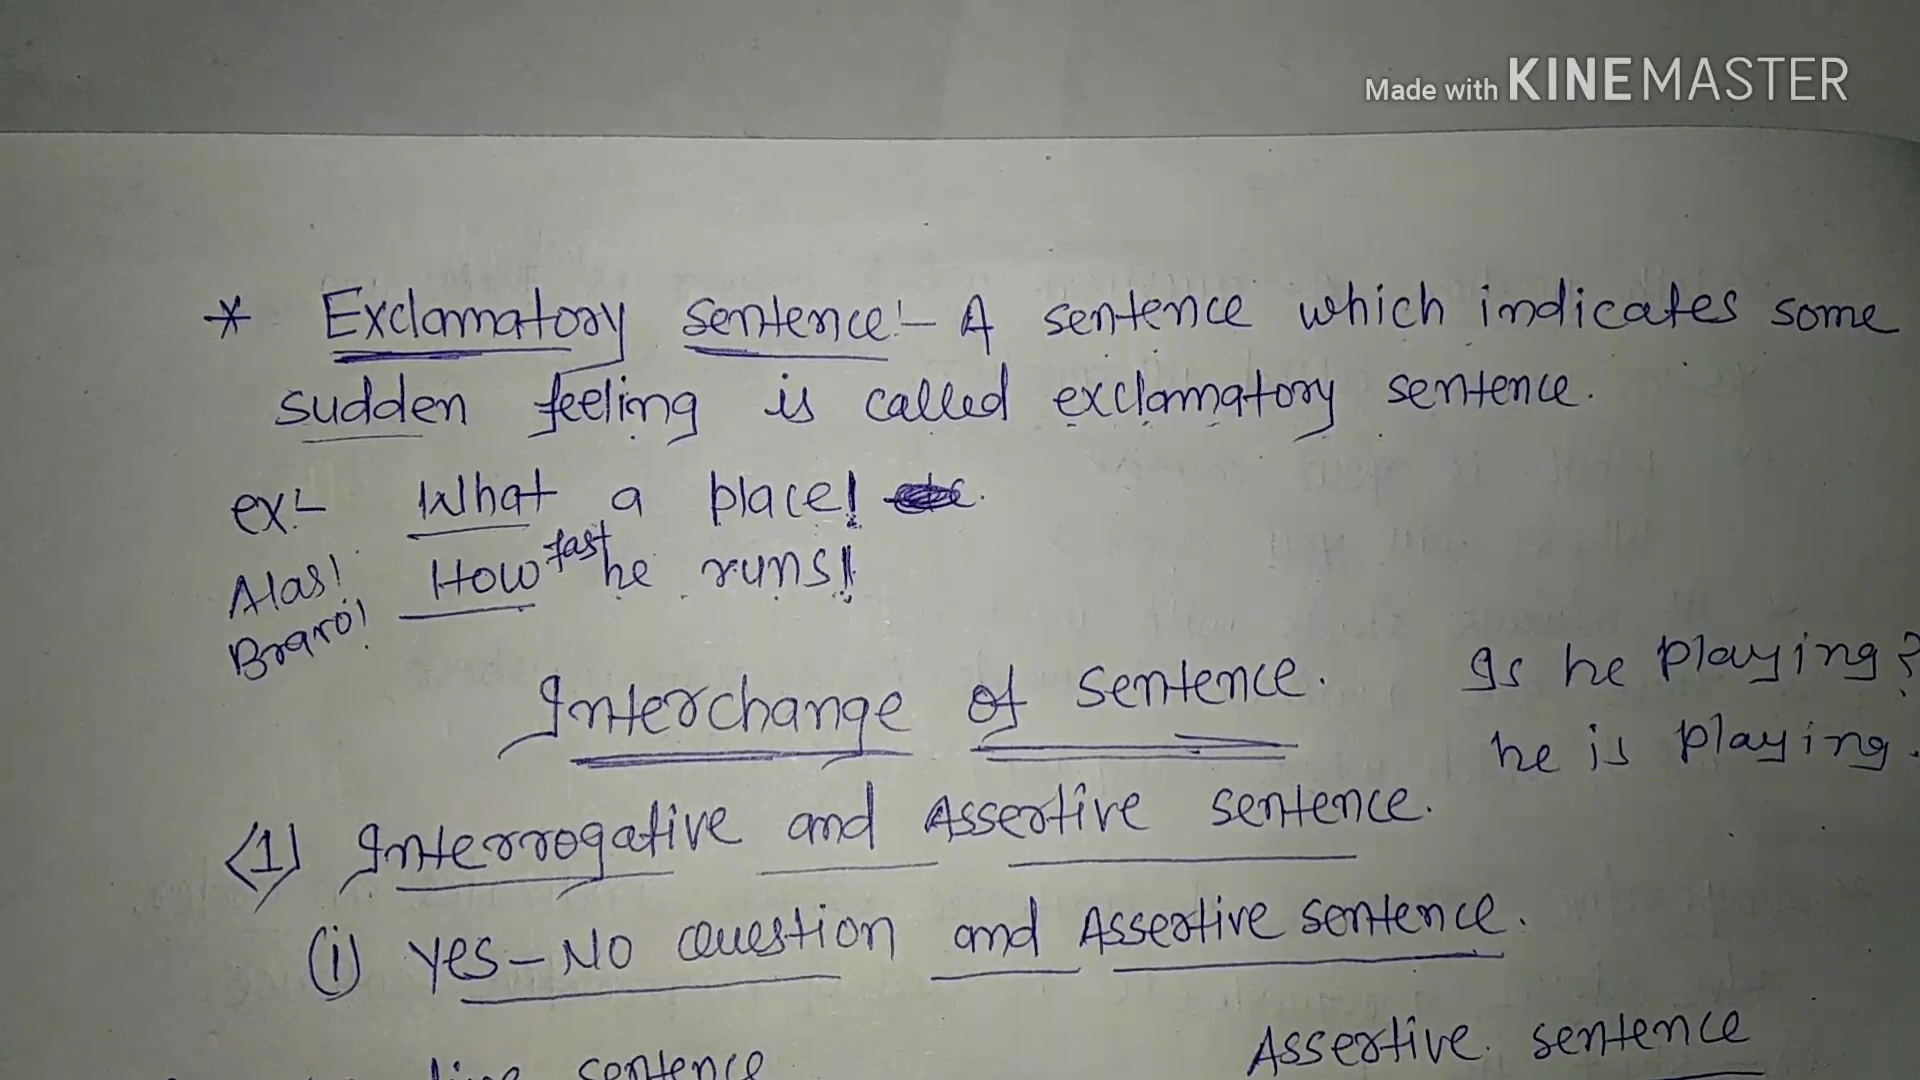 Made with KINEMASTER
* Exclamatory sentence:- A sentence which indicates some
sudden feeling is called exclamatory sentence.
ex:- What a place!
Alas! How fast he runs!
Bravo!
Interchange of sentence.
Is he playing?
he is playing.
(1) Interrogative and Assertive sentence.
(i) Yes-No Question and Assertive sentence.
Assertive sentence
sentence